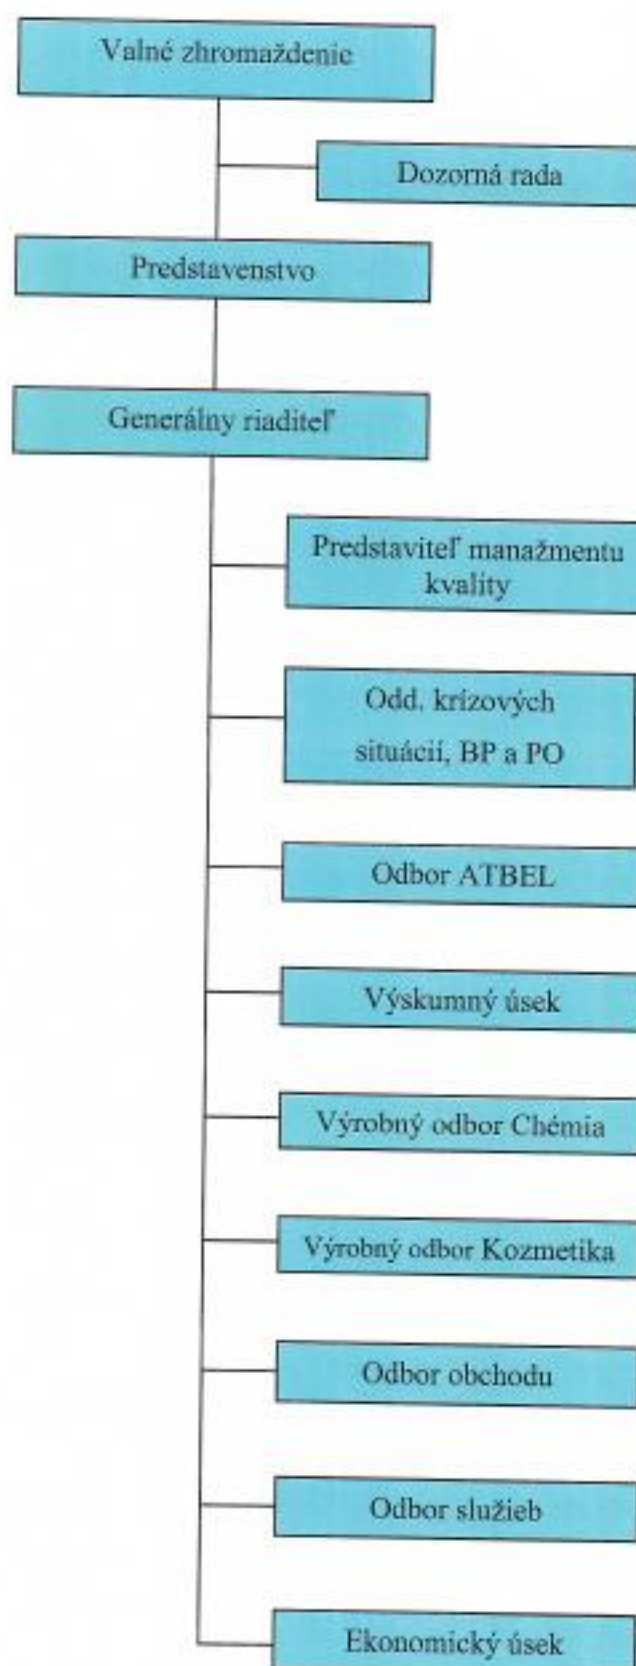 Valné zhromaždenie
Dozorná rada
Predstavenstvo
Generálny riaditeľ
Predstaviteľ manažmentu
kvality
Odd. krízových
situácií, BP a PO
Odbor ATBEL
Výskumný úsek
Výrobný odbor Chémia
Výrobný odbor Kozmetika
Odbor obchodu
Odbor služieb
Ekonomický úsek